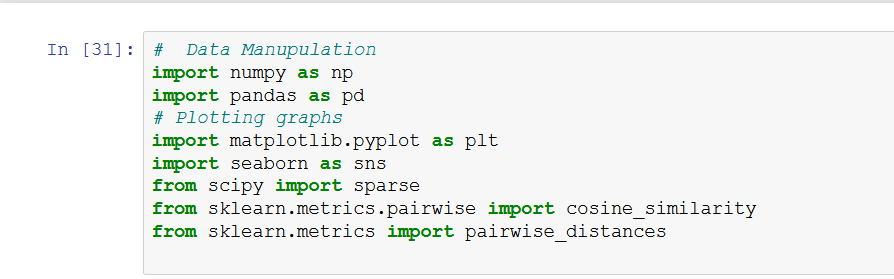 In [31]: #  Data Manupulation
import numpy as np
import pandas as pd
# Plotting graphs
import matplotlib.pyplot as plt
import seaborn as sns
from scipy import sparse
from sklearn.metrics.pairwise import cosine_similarity
from sklearn.metrics import pairwise_distances